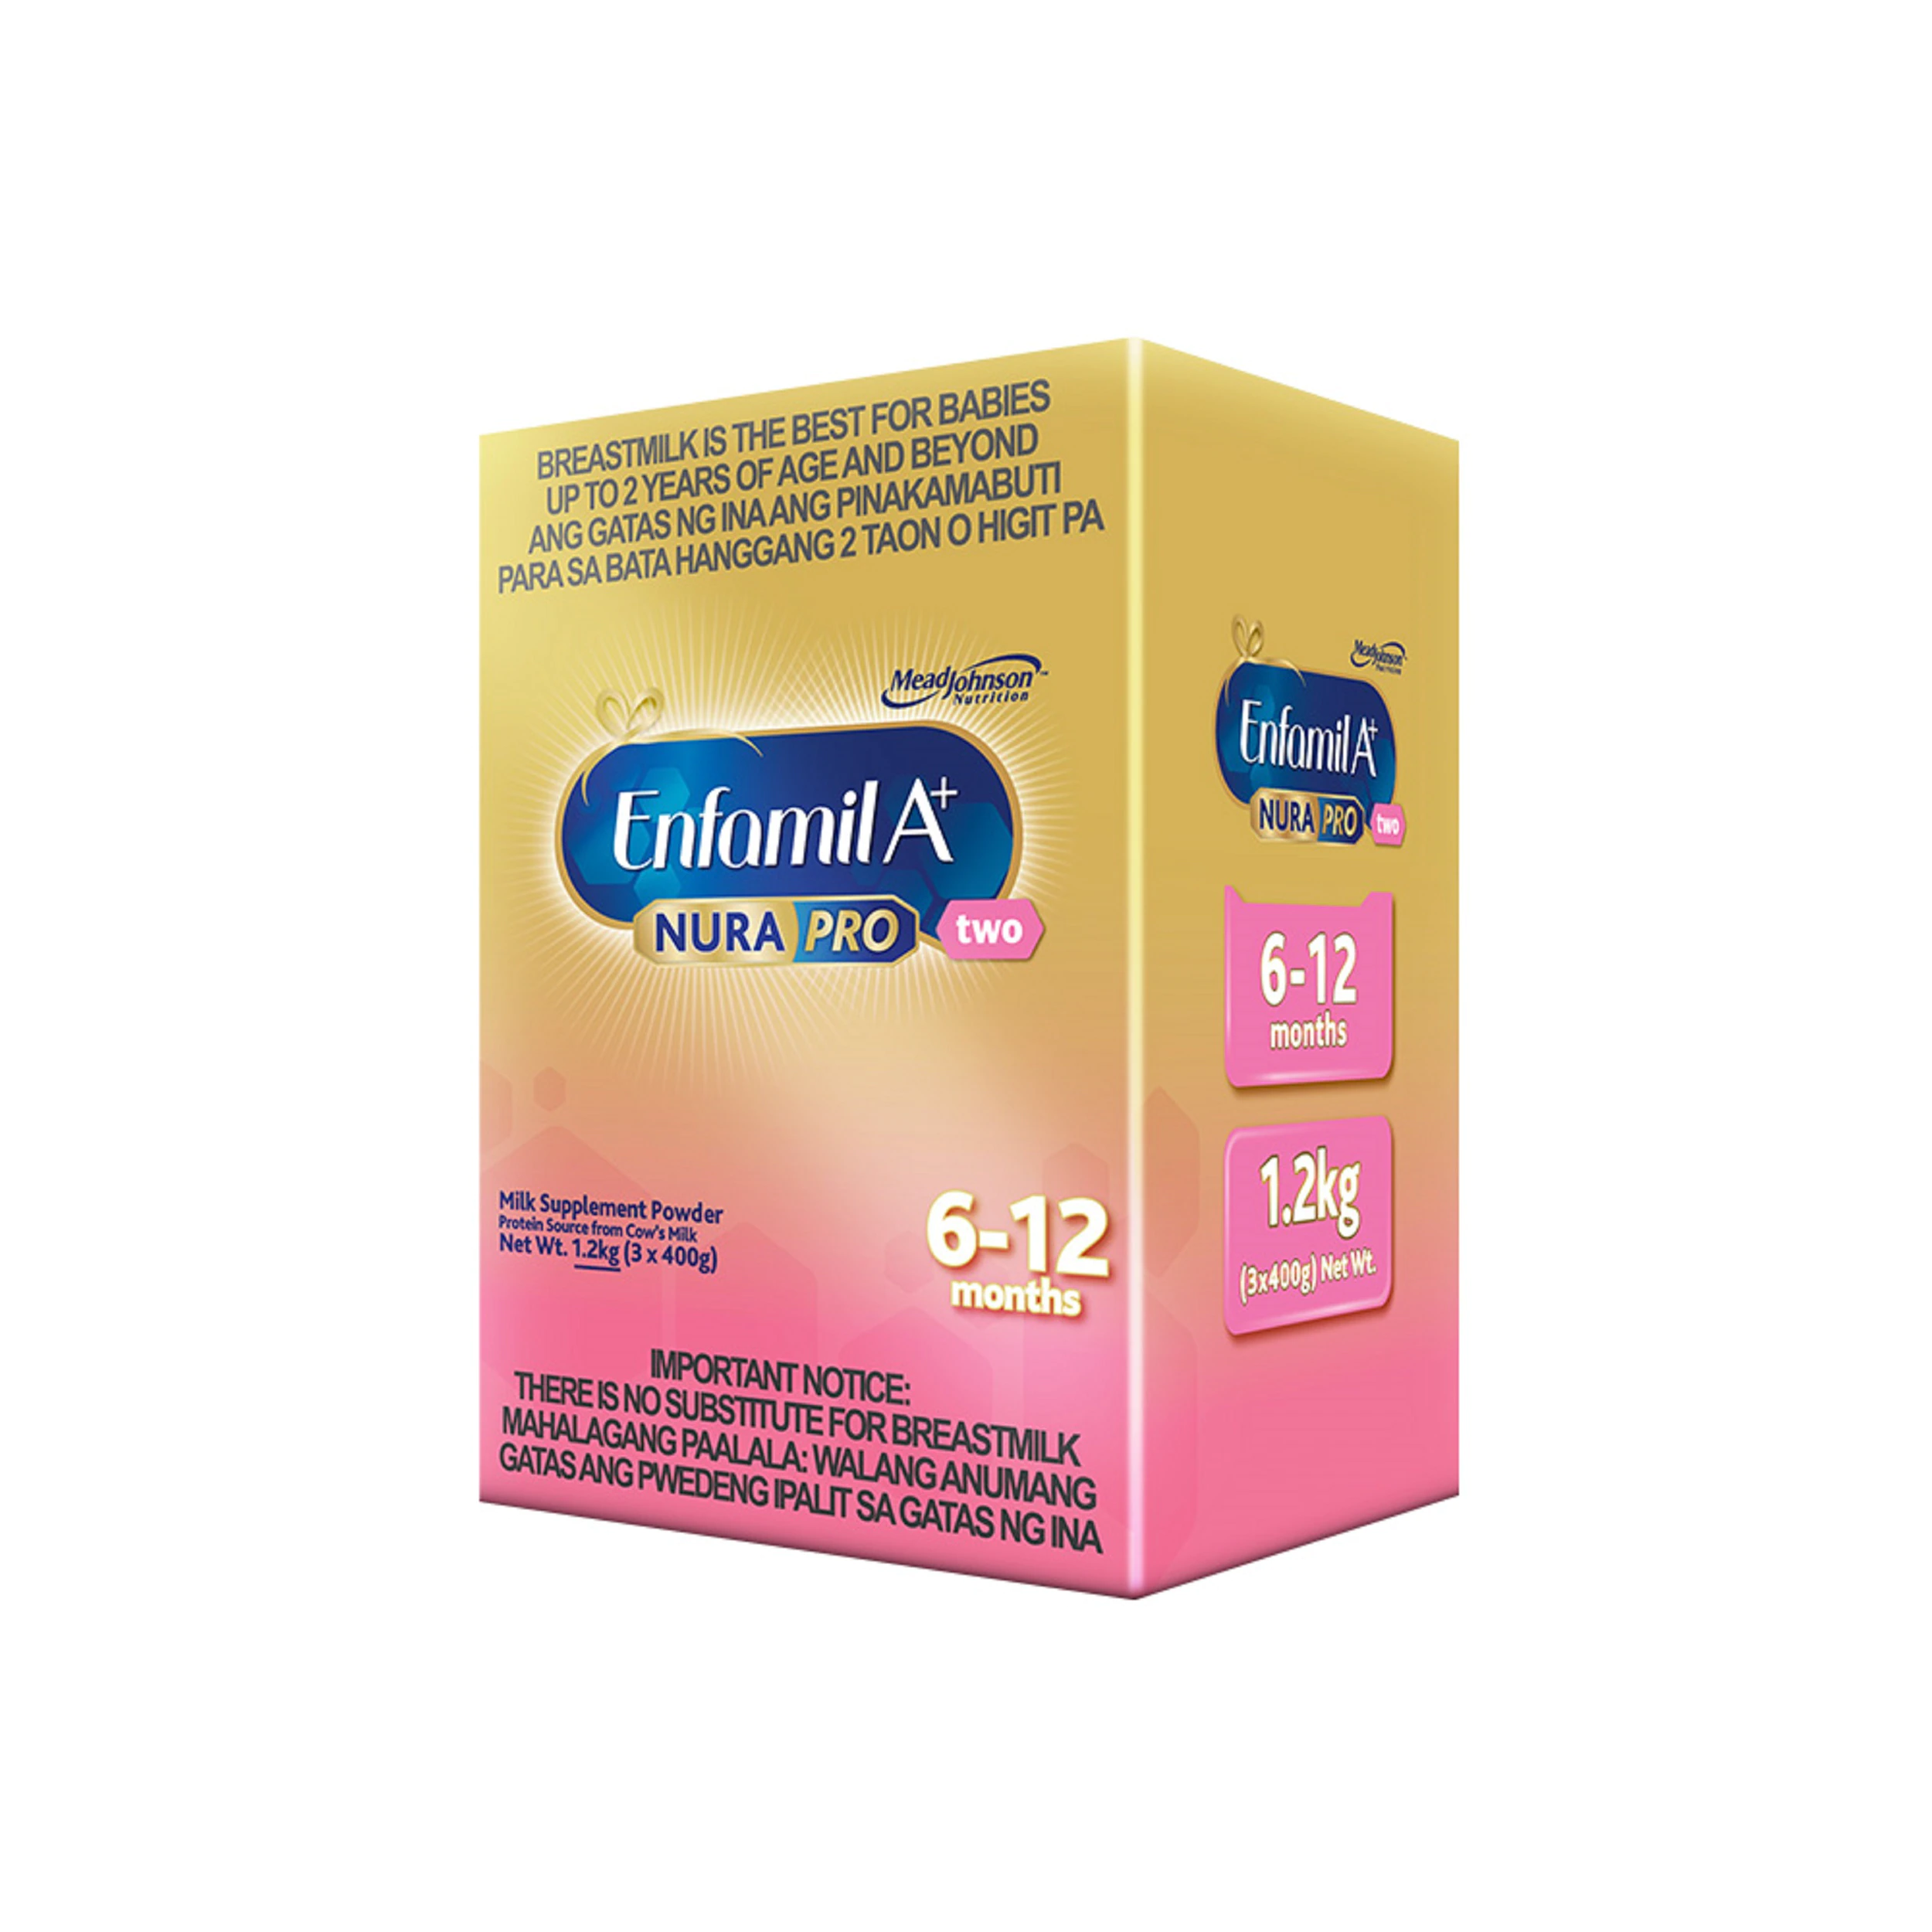 BREASTMILK IS THE BEST FOR BABIES
UP TO 2 YEARS OF AGE AND BEYOND
ANG GATAS NG INA ANG PINAKAMABUTI
PARA SA BATA HANGGANG 2 TAON O HIGIT PA
MeadJohnson™
Nutrition
Enfamil A+
NURA PRO two
Milk Supplement Powder
Protein Source from Cow's Milk
Net Wt. 1.2kg (3 x 400g)
6-12
months
IMPORTANT NOTICE:
THERE IS NO SUBSTITUTE FOR BREASTMILK
MAHALAGANG PAALALA: WALANG ANUMANG
GATAS ANG PWEDENG IPALIT SA GATAS NG INA
MeadJohnson
Nutrition
Enfamil A+
NURA PRO two
6-12
months
1.2kg
(3x400g) Net Wt.